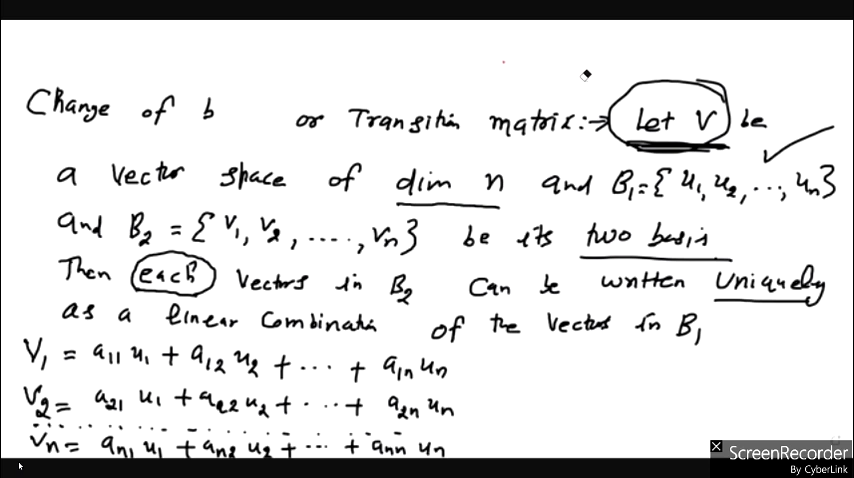 Change of b or Transition matrix:→ Let V be
a vector space of dim n and B₁={u₁, u₂, ..., uₙ}
and B₂ = {v₁, v₂, ....., vₙ} be its two basis
Then each vectors in B₂ Can be written Uniquely
as a linear Combinatn of the vectors in B₁
V₁ = a₁₁ u₁ + a₁₂ u₂ + ... + a₁ₙ uₙ
V₂ = a₂₁ u₁ + a₂₂ u₂ + ... + a₂ₙ uₙ
Vₙ = aₙ₁ u₁ + aₙ₂ u₂ + ... + aₙₙ uₙ
ScreenRecorder
By CyberLink